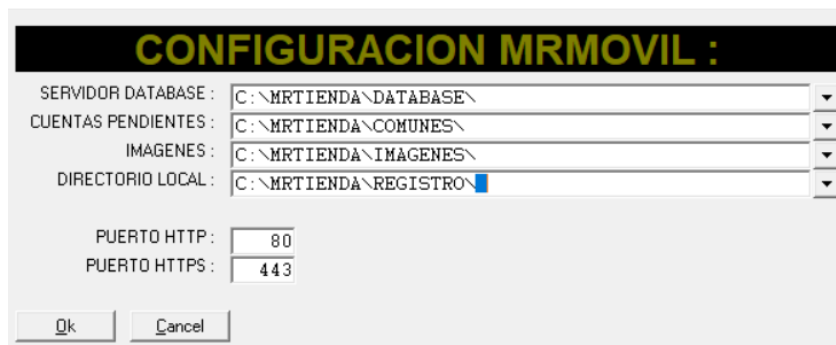 CONFIGURACION MRMOVIL :
SERVIDOR DATABASE : C:\MRTIENDA\DATABASE\
CUENTAS PENDIENTES : C:\MRTIENDA\COMUNES\
IMAGENES : C:\MRTIENDA\IMAGENES\
DIRECTORIO LOCAL : C:\MRTIENDA\REGISTRO\
PUERTO HTTP : 80
PUERTO HTTPS : 443
Ok Cancel